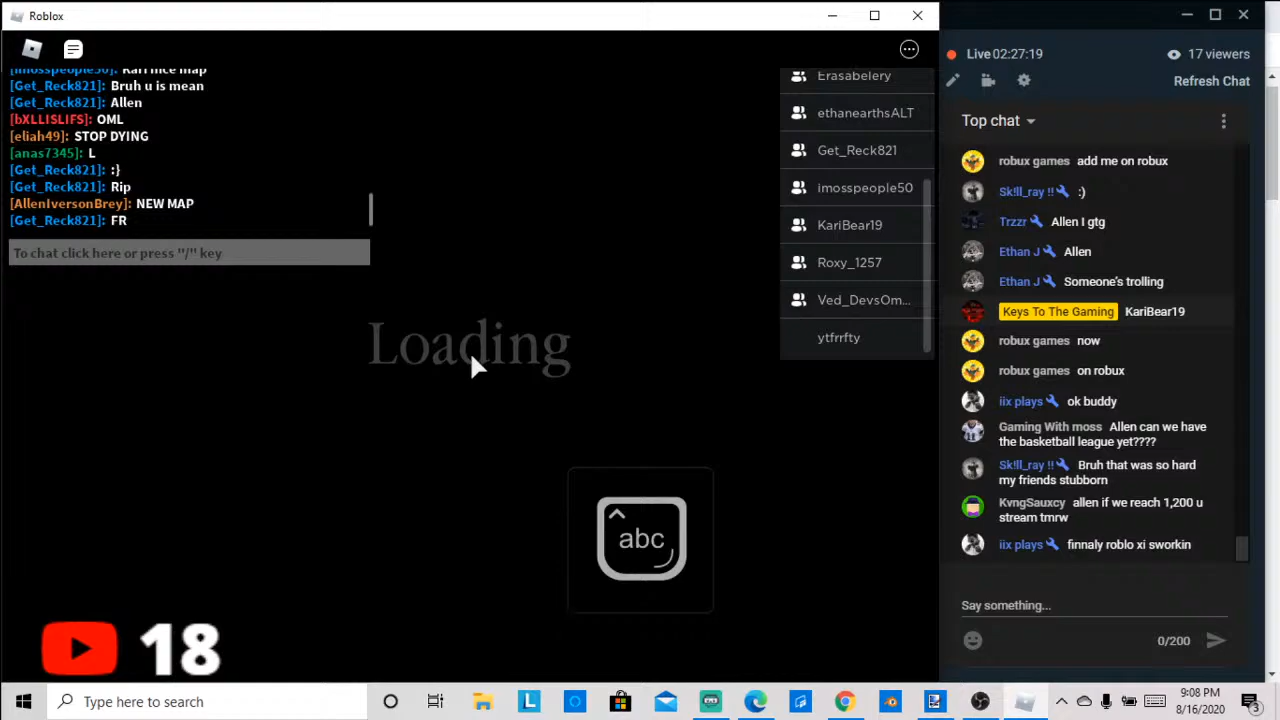 Roblox
[imosspeople50]: Kari nice map
[Get_Reck821]: Bruh u is mean
[Get_Reck821]: Allen
[bXLLISLIFS]: OML
[eliah49]: STOP DYING
[anas7345]: L
[Get_Reck821]: :}
[Get_Reck821]: Rip
[AllenIversonBrey]: NEW MAP
[Get_Reck821]: FR
To chat click here or press "/" key
Erasabelery
ethanearthsALT
Get_Reck821
imosspeople50
KariBear19
Roxy_1257
Ved_DevsOm...
ytfrrfty
Loading
abc
18
Live 02:27:19
17 viewers
Refresh Chat
Top chat
robux games add me on robux
Sk!ll_ray !! :)
Trzzr Allen I gtg
Ethan J Allen
Ethan J Someone's trolling
Keys To The Gaming KariBear19
robux games now
robux games on robux
iix plays ok buddy
Gaming With moss Allen can we have
the basketball league yet????
Sk!ll_ray !! Bruh that was so hard
my friends stubborn
KvngSauxcy allen if we reach 1,200 u
stream tmrw
iix plays finnaly roblo xi sworkin
Say something...
0/200
Type here to search
L
9:08 PM
8/16/2020
3